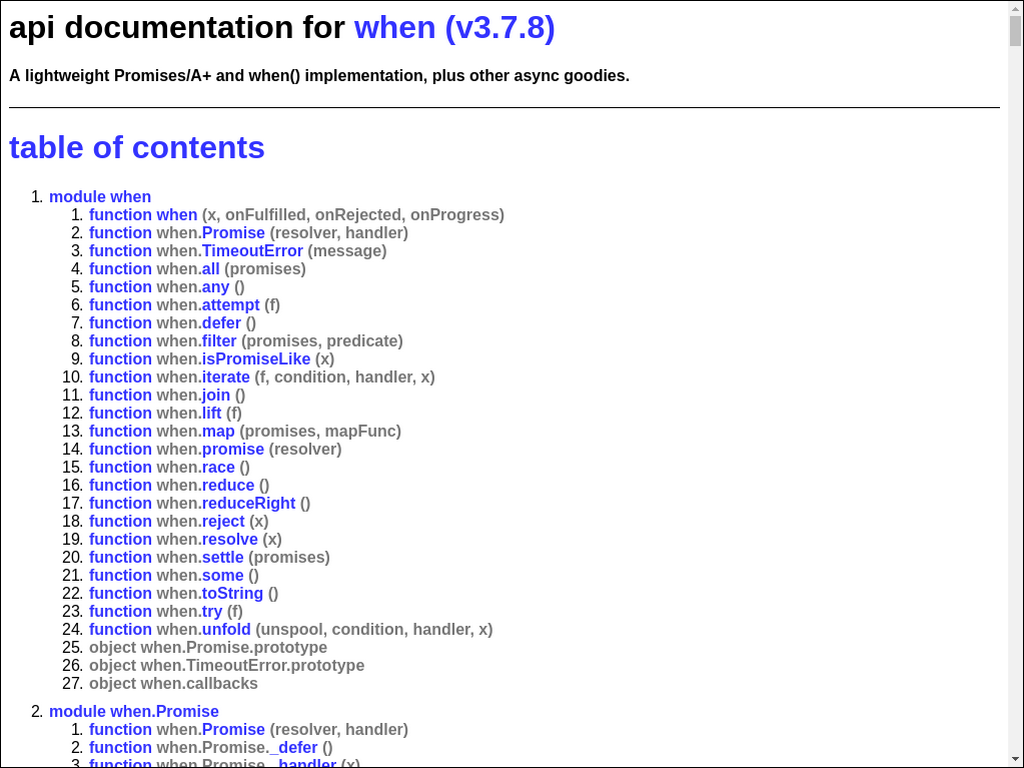 api documentation for when (v3.7.8)
A lightweight Promises/A+ and when() implementation, plus other async goodies.
table of contents
1. module when
1. function when (x, onFulfilled, onRejected, onProgress)
2. function when.Promise (resolver, handler)
3. function when.TimeoutError (message)
4. function when.all (promises)
5. function when.any ()
6. function when.attempt (f)
7. function when.defer ()
8. function when.filter (promises, predicate)
9. function when.isPromiseLike (x)
10. function when.iterate (f, condition, handler, x)
11. function when.join ()
12. function when.lift (f)
13. function when.map (promises, mapFunc)
14. function when.promise (resolver)
15. function when.race ()
16. function when.reduce ()
17. function when.reduceRight ()
18. function when.reject (x)
19. function when.resolve (x)
20. function when.settle (promises)
21. function when.some ()
22. function when.toString ()
23. function when.try (f)
24. function when.unfold (unspool, condition, handler, x)
25. object when.Promise.prototype
26. object when.TimeoutError.prototype
27. object when.callbacks
2. module when.Promise
1. function when.Promise (resolver, handler)
2. function when.Promise._defer ()
3. function when.Promise._handler (x)